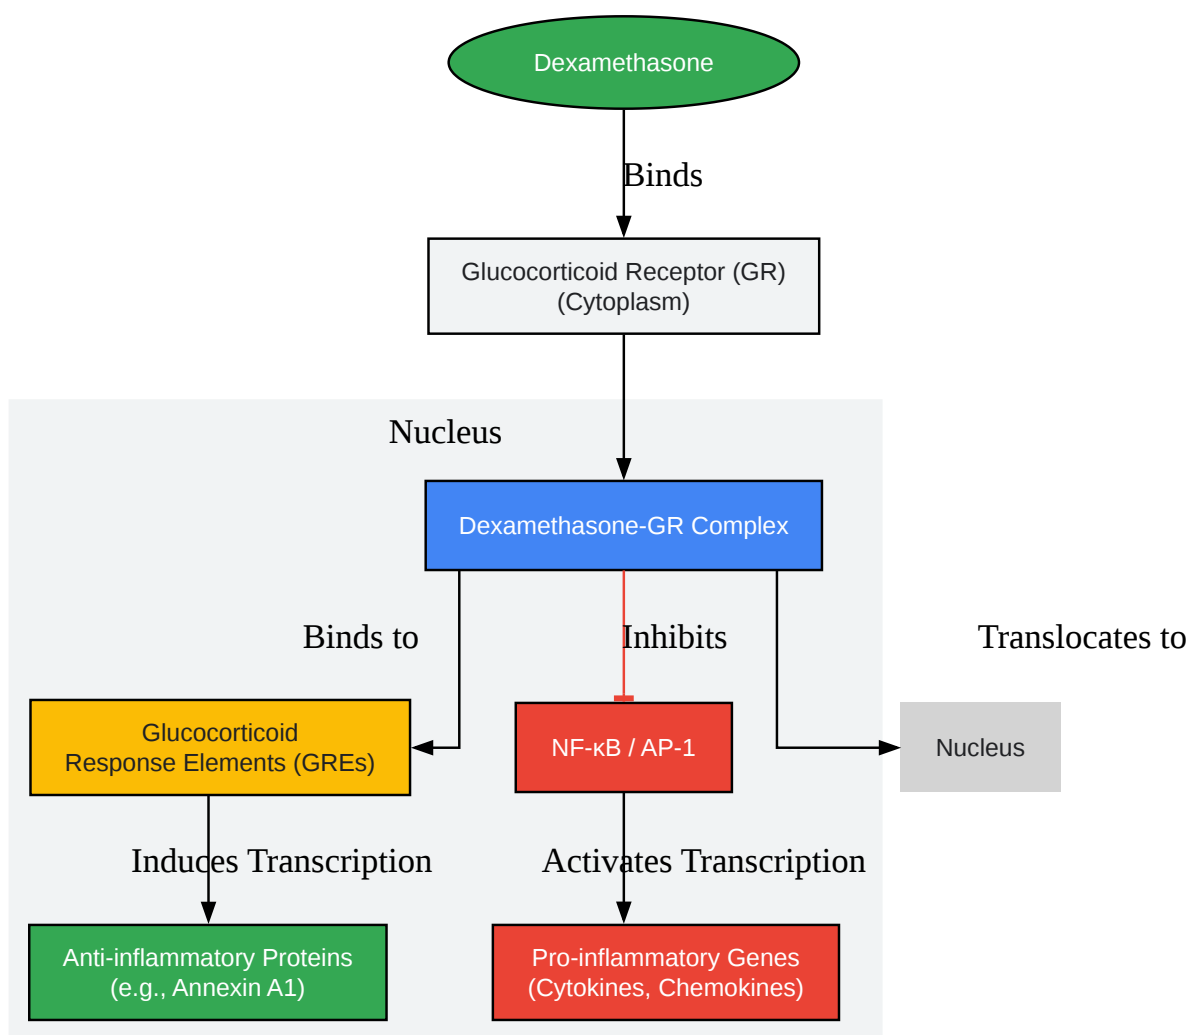 Dexamethasone
Binds
Glucocorticoid Receptor (GR)
(Cytoplasm)
Nucleus
Dexamethasone-GR Complex
Binds to
Inhibits
Translocates to
Glucocorticoid
Response Elements (GREs)
NF-κB / AP-1
Nucleus
Induces Transcription
Activates Transcription
Anti-inflammatory Proteins
(e.g., Annexin A1)
Pro-inflammatory Genes
(Cytokines, Chemokines)